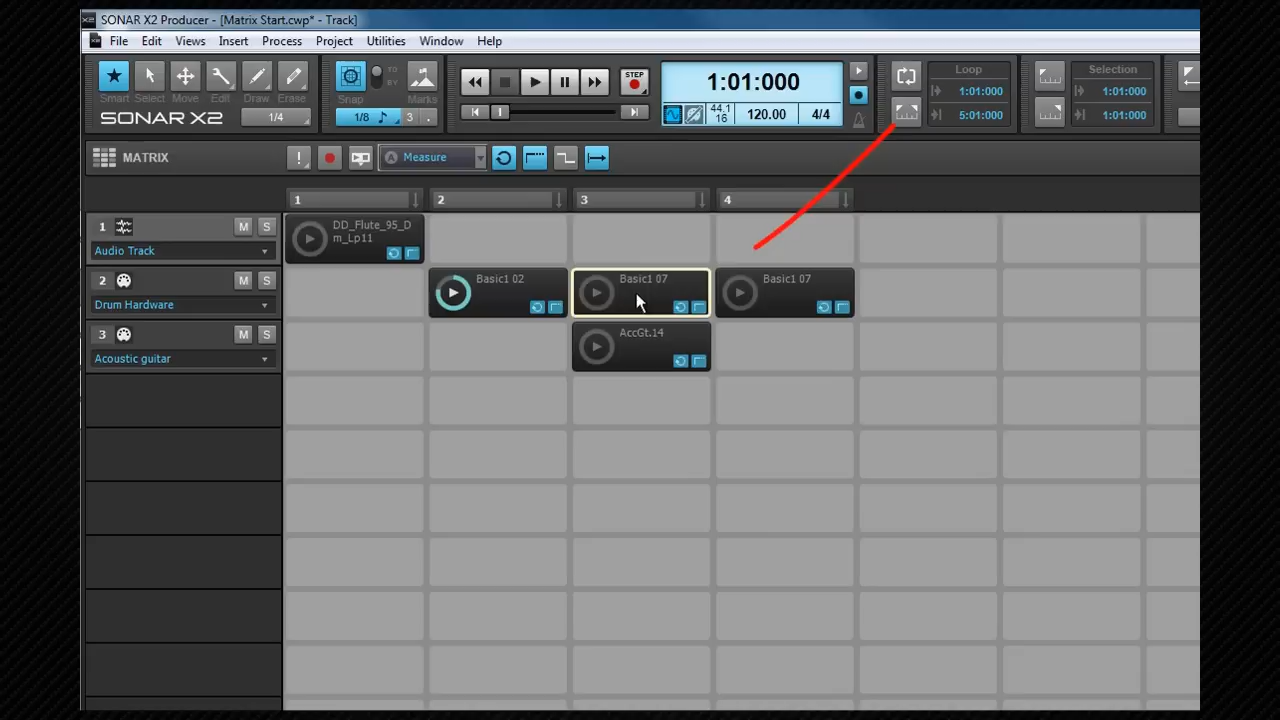 SONAR X2 Producer - [Matrix Start.cwp* - Track]
File Edit Views Insert Process Project Utilities Window Help
Smart Select Move Edit Draw Erase
SONAR X2 1/4
TO
BY
Snap Marks
1/8 3 .
STEP
1:01:000
44.1
16
120.00 4/4
Loop
1:01:000
5:01:000
Selection
1:01:000
1:01:000
MATRIX ! A Measure
1 2 3 4
1 M S
Audio Track
DD_Flute_95_D
m_Lp11
2 M S
Drum Hardware
Basic1 02 Basic1 07 Basic1 07
3 M S
Acoustic guitar
AccGt.14